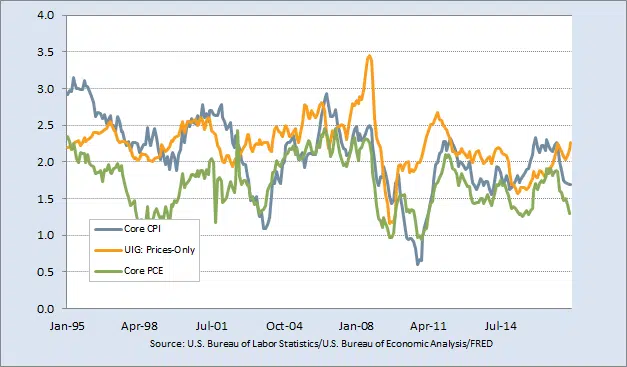 4.0
3.5
3.0
2.5
2.0
1.5
1.0
0.5
0.0
Core CPI
UIG: Prices-Only
Core PCE
Jan-95 Apr-98 Jul-01 Oct-04 Jan-08 Apr-11 Jul-14
Source: U.S. Bureau of Labor Statistics/U.S. Bureau of Economic Analysis/FRED